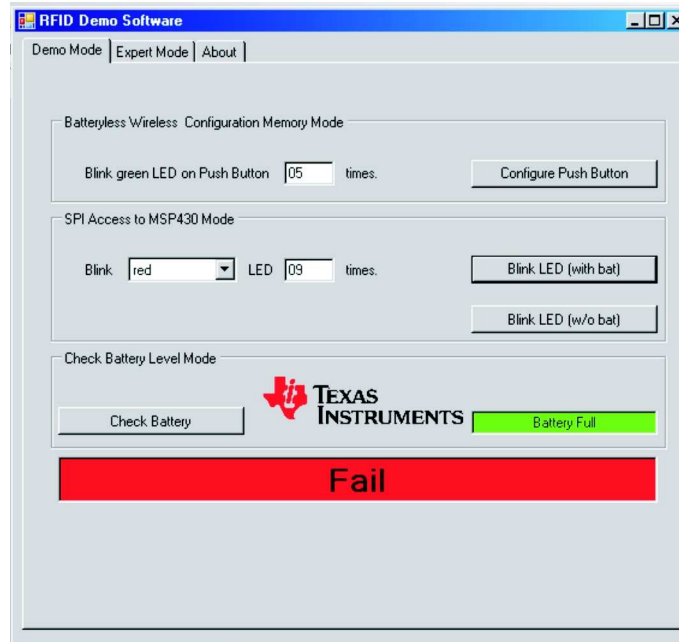 RFID Demo Software
Demo Mode Expert Mode About
Batteryless Wireless Configuration Memory Mode
Blink green LED on Push Button 05 times. Configure Push Button
SPI Access to MSP430 Mode
Blink red LED 09 times. Blink LED (with bat)
Blink LED (w/o bat)
Check Battery Level Mode
TEXAS
INSTRUMENTS
Check Battery Battery Full
Fail